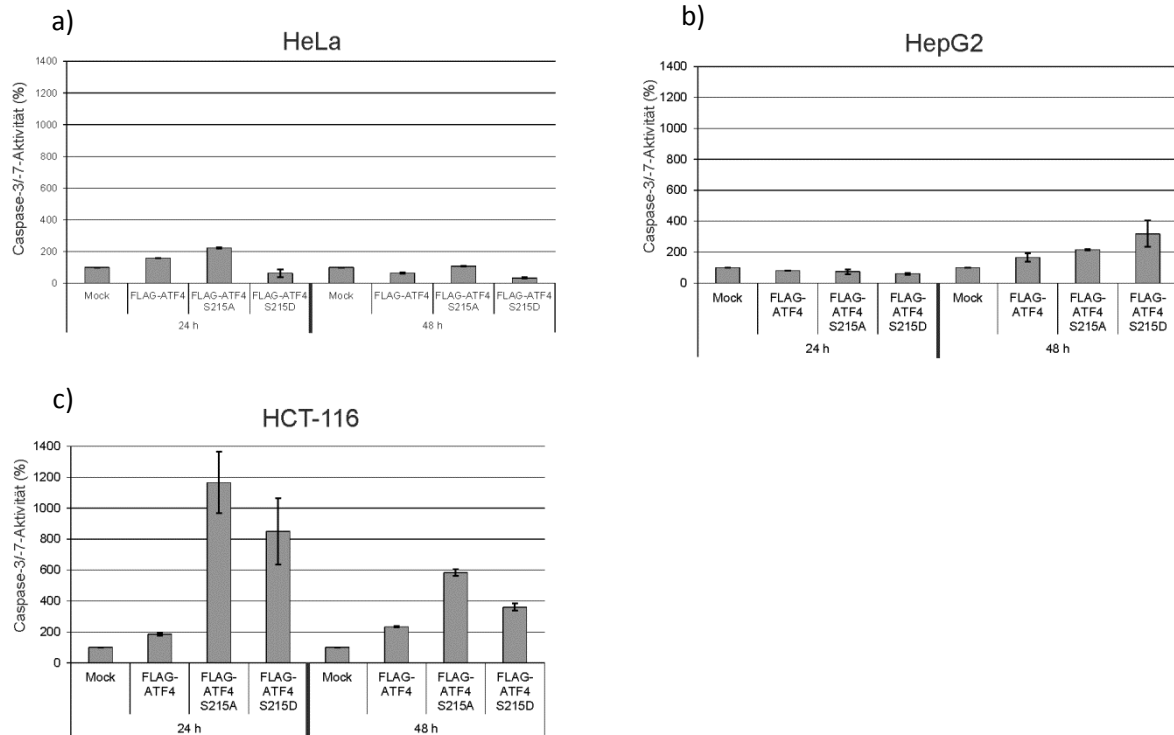 a)
HeLa
Caspase-3/-7-Aktivität (%)
1400
1200
1000
800
600
400
200
0
Mock
FLAG-ATF4
FLAG-ATF4
S215A
FLAG-ATF4
S215D
Mock
FLAG-ATF4
FLAG-ATF4
S215A
FLAG-ATF4
S215D
24 h
48 h
b)
HepG2
Caspase-3/-7-Aktivität (%)
1400
1200
1000
800
600
400
200
0
Mock
FLAG-
ATF4
FLAG-
ATF4
S215A
FLAG-
ATF4
S215D
Mock
FLAG-
ATF4
FLAG-
ATF4
S215A
FLAG-
ATF4
S215D
24 h
48 h
c)
HCT-116
Caspase-3/-7-Aktivität (%)
1400
1200
1000
800
600
400
200
0
Mock
FLAG-
ATF4
FLAG-
ATF4
S215A
FLAG-
ATF4
S215D
Mock
FLAG-
ATF4
FLAG-
ATF4
S215A
FLAG-
ATF4
S215D
24 h
48 h